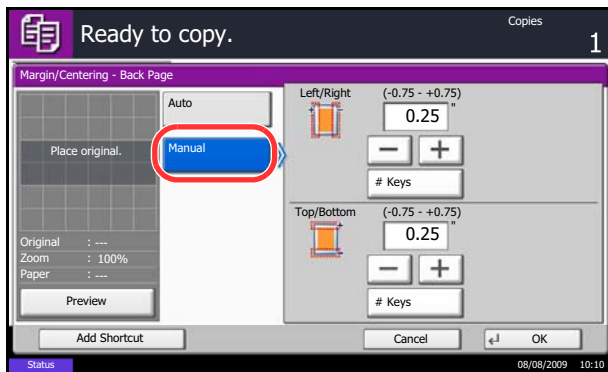 Ready to copy.
Copies
1
Margin/Centering - Back Page
Place original.
Original : ---
Zoom : 100%
Paper : ---
Preview
Auto
Manual
Left/Right (-0.75 - +0.75)
0.25 "
− +
# Keys
Top/Bottom (-0.75 - +0.75)
0.25 "
− +
# Keys
Add Shortcut
Cancel
OK
Status
08/08/2009 10:10